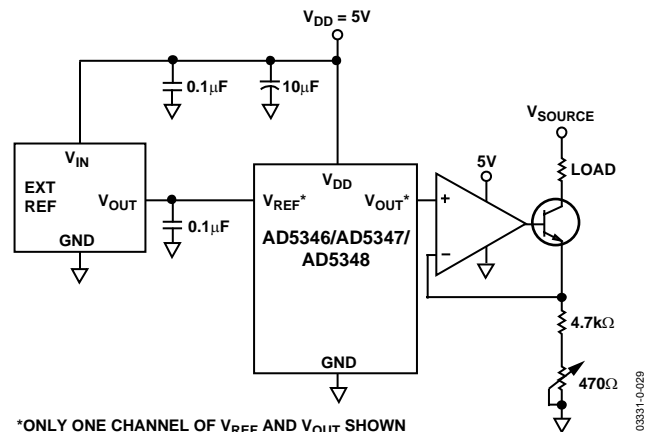 V_DD = 5V
0.1μF
10μF
V_SOURCE
LOAD
5V
V_IN
EXT
REF
V_OUT
GND
0.1μF
V_DD
V_REF*
V_OUT*
AD5346/AD5347/
AD5348
GND
+
–
4.7kΩ
470Ω
*ONLY ONE CHANNEL OF V_REF AND V_OUT SHOWN
03331-0-029